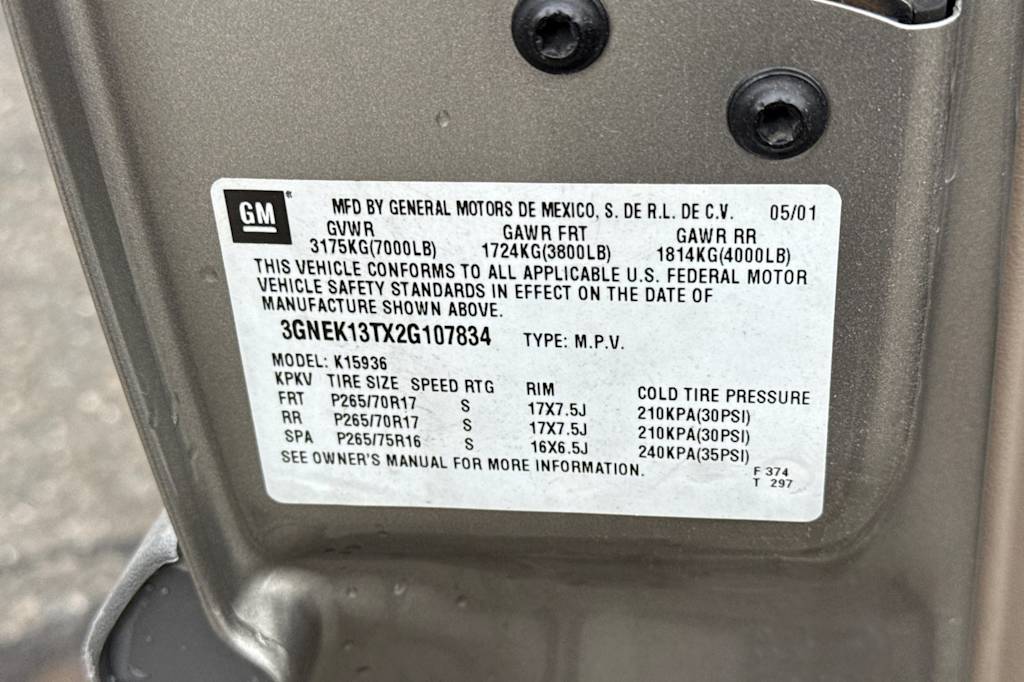 GM MFD BY GENERAL MOTORS DE MEXICO, S. DE R.L. DE C.V. 05/01
GVWR GAWR FRT GAWR RR
3175KG(7000LB) 1724KG(3800LB) 1814KG(4000LB)
THIS VEHICLE CONFORMS TO ALL APPLICABLE U.S. FEDERAL MOTOR
VEHICLE SAFETY STANDARDS IN EFFECT ON THE DATE OF
MANUFACTURE SHOWN ABOVE.
3GNEK13TX2G107834 TYPE: M.P.V.
MODEL: K15936
KPKV TIRE SIZE SPEED RTG RIM COLD TIRE PRESSURE
FRT P265/70R17 S 17X7.5J 210KPA(30PSI)
RR P265/70R17 S 17X7.5J 210KPA(30PSI)
SPA P265/75R16 S 16X6.5J 240KPA(35PSI)
SEE OWNER'S MANUAL FOR MORE INFORMATION. F 374
T 297